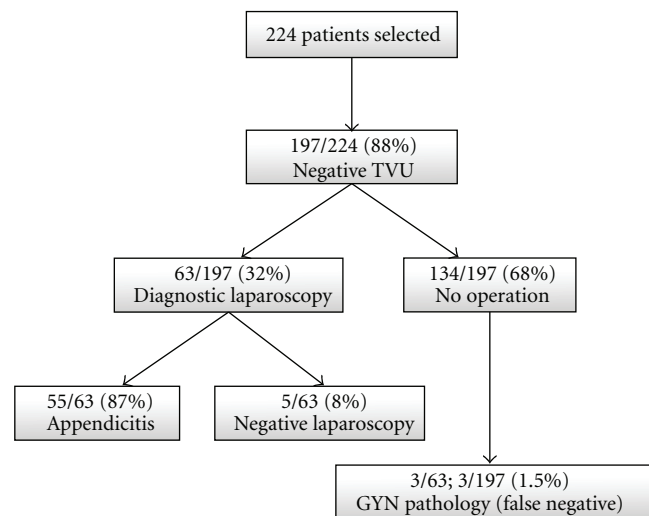 224 patients selected
197/224 (88%)
Negative TVU
63/197 (32%)
Diagnostic laparoscopy
134/197 (68%)
No operation
55/63 (87%)
Appendicitis
5/63 (8%)
Negative laparoscopy
3/63; 3/197 (1.5%)
GYN pathology (false negative)